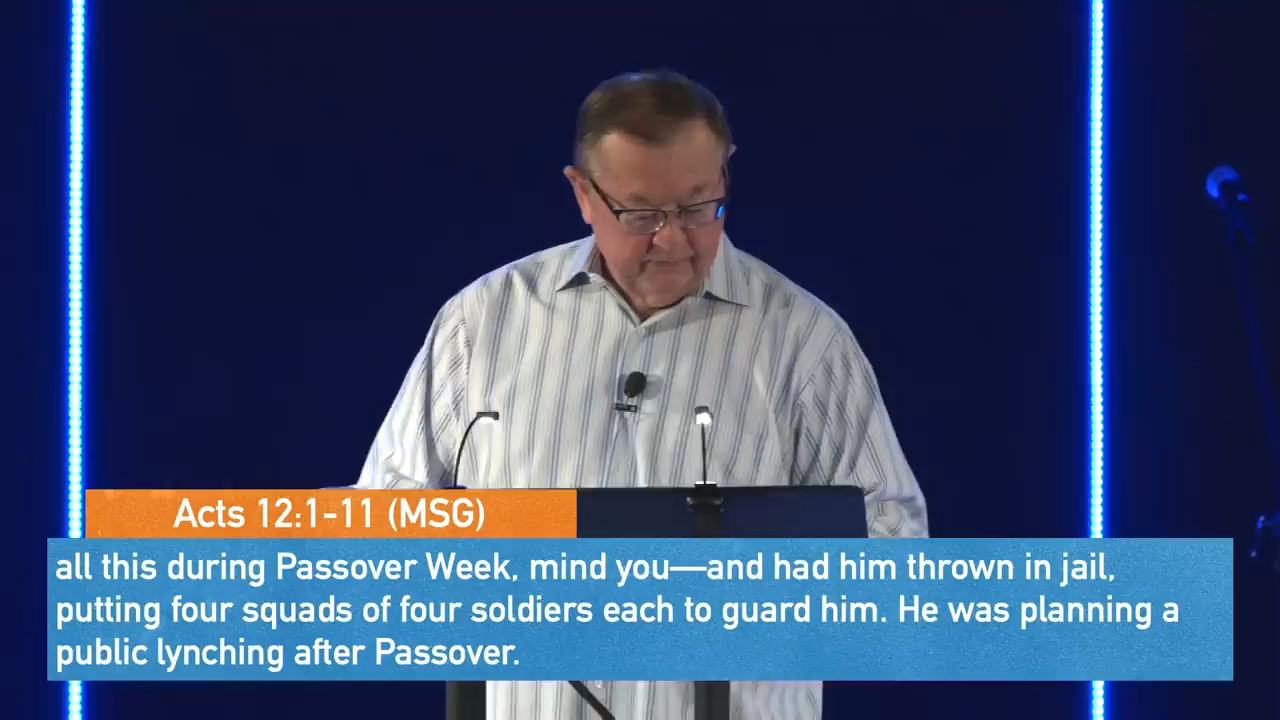 Acts 12:1-11 (MSG)
all this during Passover Week, mind you—and had him thrown in jail,
putting four squads of four soldiers each to guard him. He was planning a
public lynching after Passover.